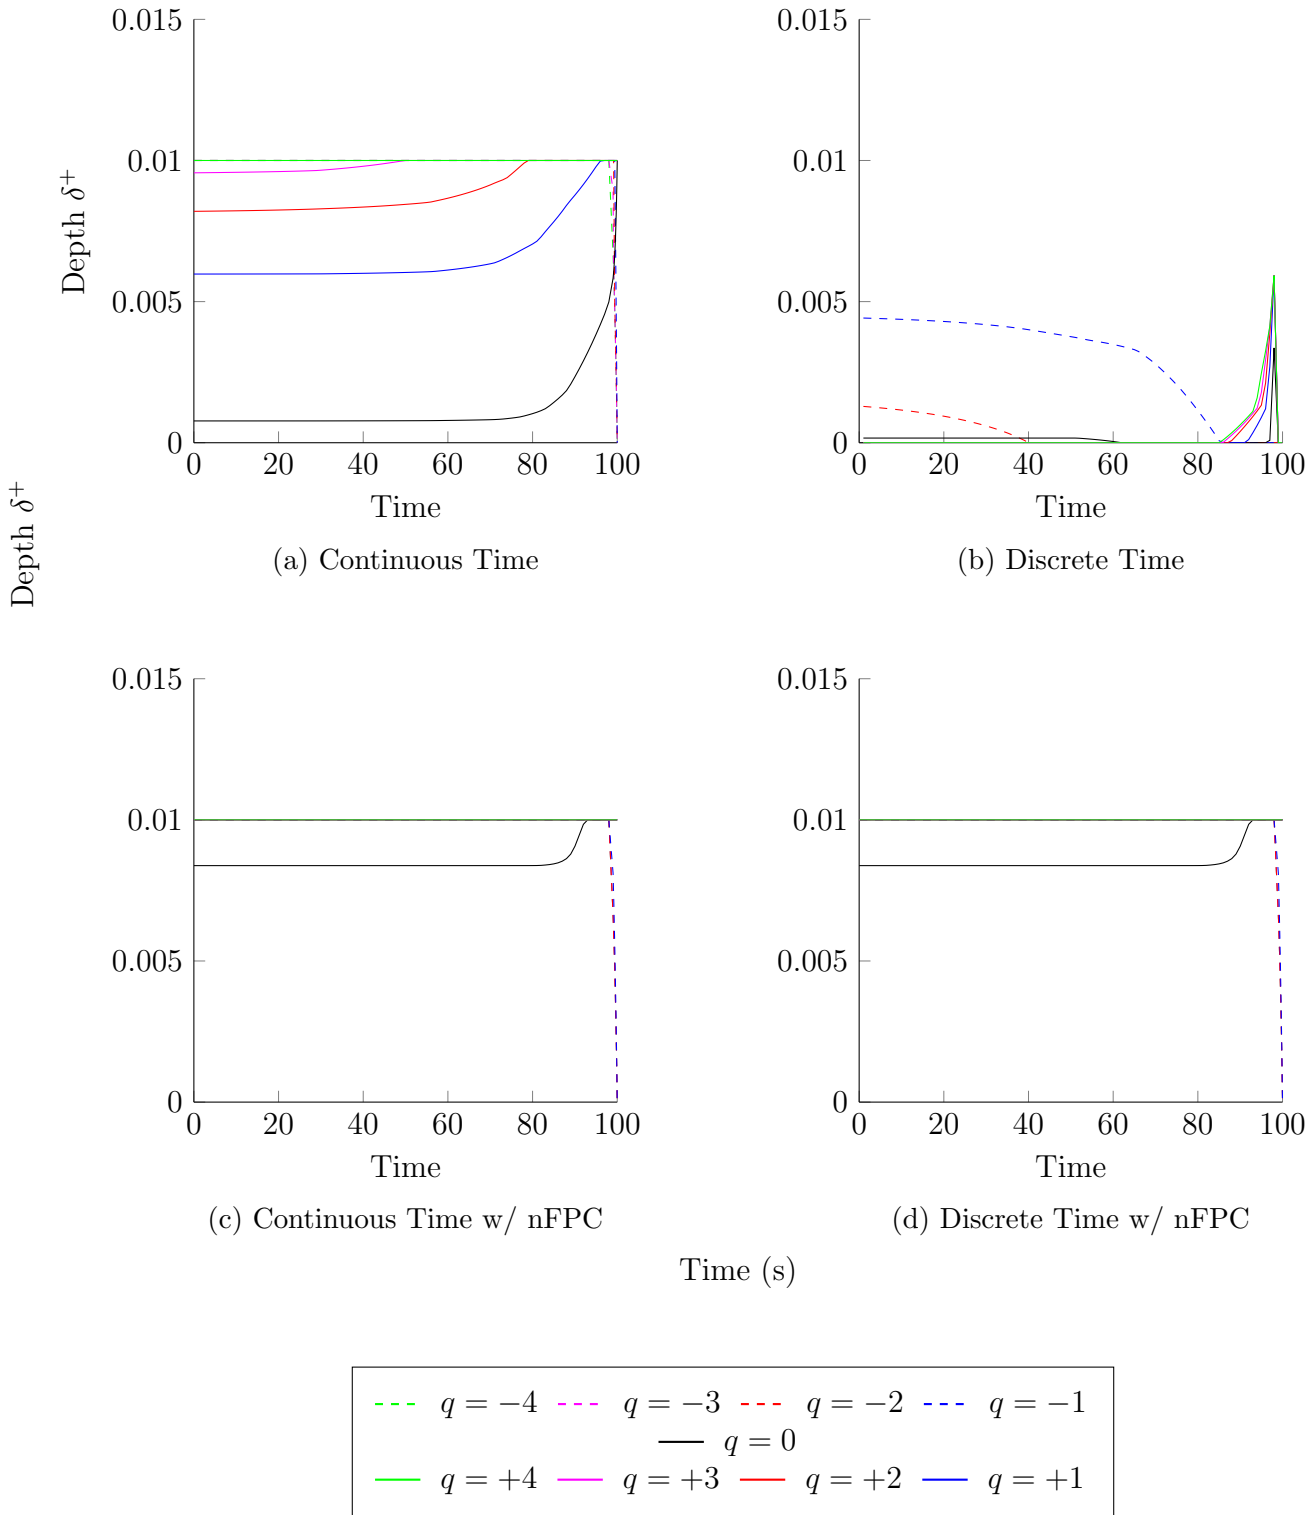 0.015
0.01
0.005
0
0 20 40 60 80 100
Depth δ⁺
Time
(a) Continuous Time
0.015
0.01
0.005
0
0 20 40 60 80 100
Time
(b) Discrete Time
Depth δ⁺
0.015
0.01
0.005
0
0 20 40 60 80 100
Time
(c) Continuous Time w/ nFPC
0.015
0.01
0.005
0
0 20 40 60 80 100
Time
(d) Discrete Time w/ nFPC
Time (s)
q = −4 q = −3 q = −2 q = −1
q = 0
q = +4 q = +3 q = +2 q = +1